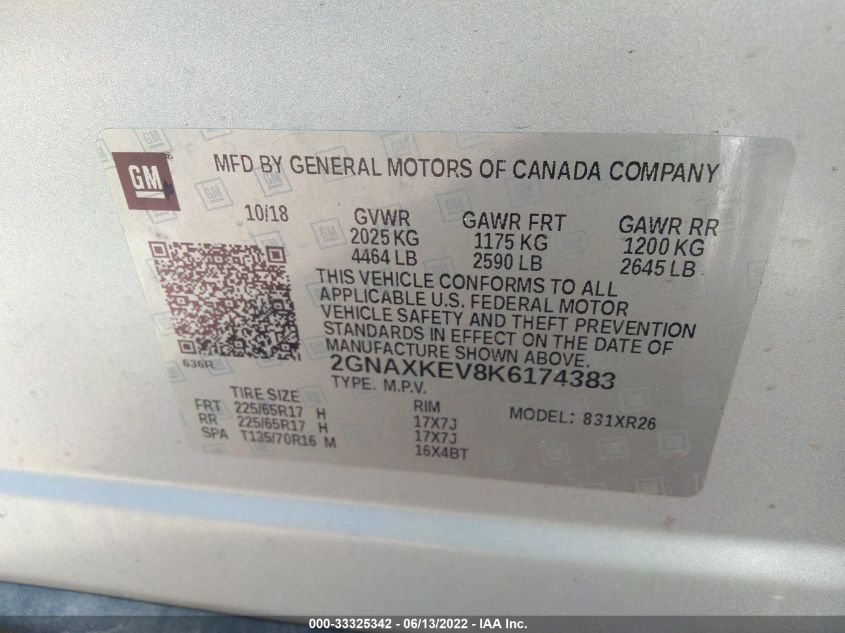 GM
MFD BY GENERAL MOTORS OF CANADA COMPANY
10/18 GVWR GAWR FRT GAWR RR
2025 KG 1175 KG 1200 KG
4464 LB 2590 LB 2645 LB
THIS VEHICLE CONFORMS TO ALL
APPLICABLE U.S. FEDERAL MOTOR
VEHICLE SAFETY AND THEFT PREVENTION
STANDARDS IN EFFECT ON THE DATE OF
MANUFACTURE SHOWN ABOVE.
636R
2GNAXKEV8K6174383
TYPE: M.P.V.
TIRE SIZE RIM MODEL: 831XR26
FRT 225/65R17 H 17X7J
RR 225/65R17 H 17X7J
SPA T135/70R16 M 16X4BT
000-33325342 - 06/13/2022 - Copyright IAA, Inc.